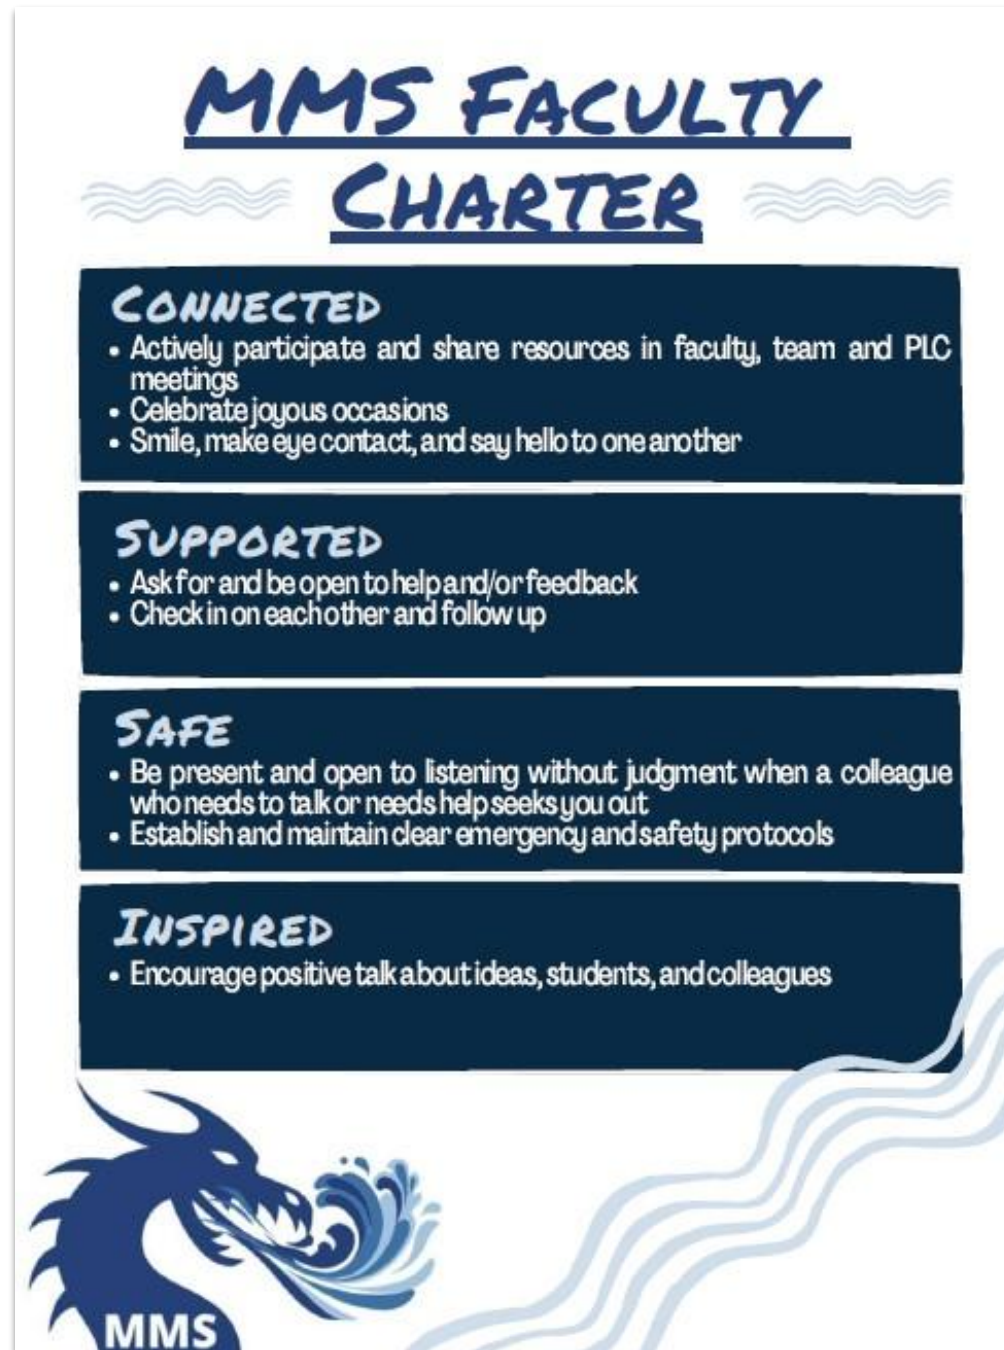 MMS Faculty
Charter
Connected
• Actively participate and share resources in faculty, team and PLC
meetings
• Celebrate joyous occasions
• Smile, make eye contact, and say hello to one another
Supported
• Ask for and be open to help and/or feedback
• Check in on each other and follow up
Safe
• Be present and open to listening without judgment when a colleague
who needs to talk or needs help seeks you out
• Establish and maintain clear emergency and safety protocols
Inspired
• Encourage positive talk about ideas, students, and colleagues
MMS